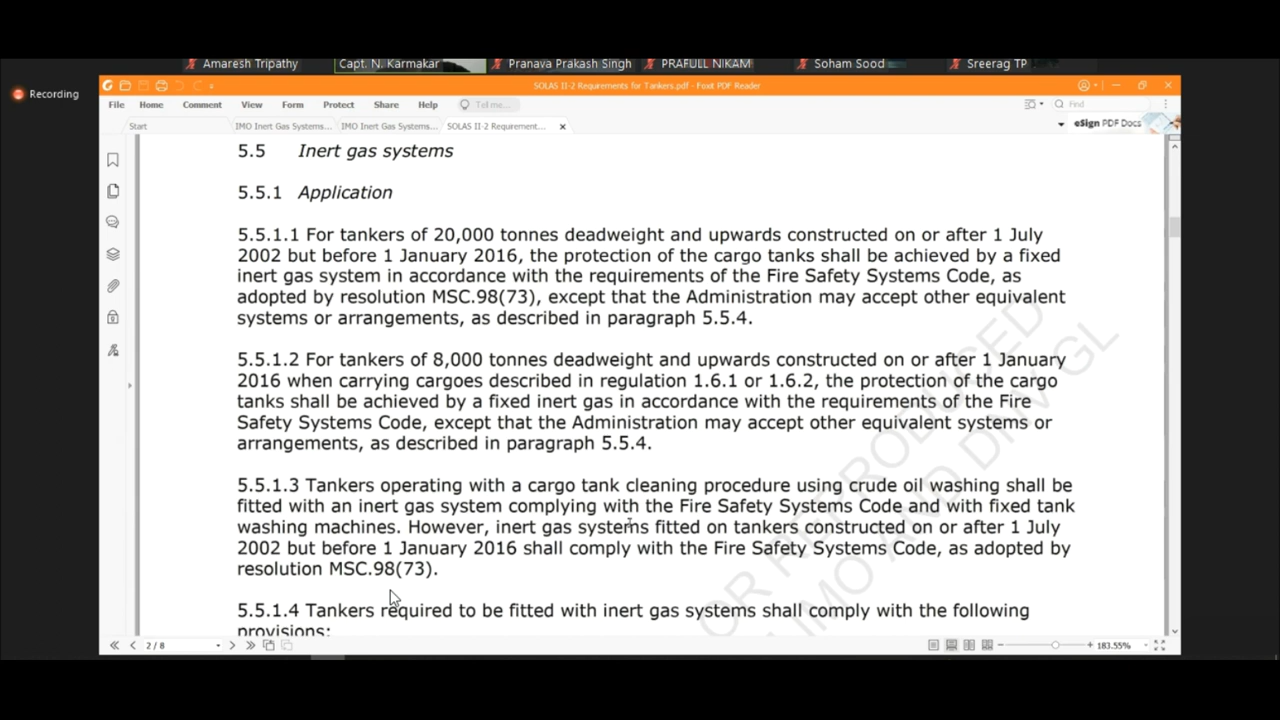 Amaresh Tripathy Capt. N. Karmakar Pranava Prakash Singh PRAFULL NIKAM Soham Sood Sreerag TP
Recording
SOLAS II-2 Requirements for Tankers.pdf - Foxit PDF Reader
File Home Comment View Form Protect Share Help Tell me... Find
Start IMO Inert Gas Systems... IMO Inert Gas Systems... SOLAS II-2 Requirement... eSign PDF Docs
5.5 Inert gas systems
5.5.1 Application
5.5.1.1 For tankers of 20,000 tonnes deadweight and upwards constructed on or after 1 July
2002 but before 1 January 2016, the protection of the cargo tanks shall be achieved by a fixed
inert gas system in accordance with the requirements of the Fire Safety Systems Code, as
adopted by resolution MSC.98(73), except that the Administration may accept other equivalent
systems or arrangements, as described in paragraph 5.5.4.
5.5.1.2 For tankers of 8,000 tonnes deadweight and upwards constructed on or after 1 January
2016 when carrying cargoes described in regulation 1.6.1 or 1.6.2, the protection of the cargo
tanks shall be achieved by a fixed inert gas in accordance with the requirements of the Fire
Safety Systems Code, except that the Administration may accept other equivalent systems or
arrangements, as described in paragraph 5.5.4.
5.5.1.3 Tankers operating with a cargo tank cleaning procedure using crude oil washing shall be
fitted with an inert gas system complying with the Fire Safety Systems Code and with fixed tank
washing machines. However, inert gas systems fitted on tankers constructed on or after 1 July
2002 but before 1 January 2016 shall comply with the Fire Safety Systems Code, as adopted by
resolution MSC.98(73).
5.5.1.4 Tankers required to be fitted with inert gas systems shall comply with the following
provisions:
OR REPRODUCED
IMO AND DNV GL
2 / 8 183.55%